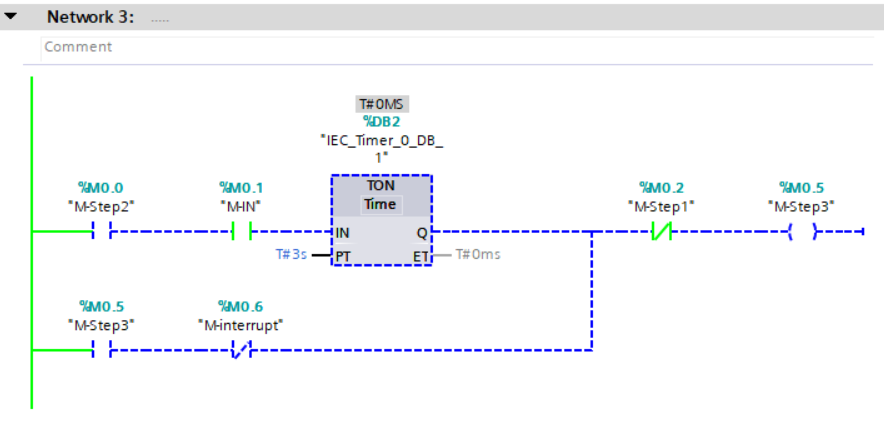 Network 3: .....
Comment
T#0MS
%DB2
"IEC_Timer_0_DB_
1"
%M0.0
"M-Step2"
%M0.1
"M-IN"
TON
Time
%M0.2
"M-Step1"
%M0.5
"M-Step3"
IN
Q
T#3s
PT
ET
T#0ms
%M0.5
"M-Step3"
%M0.6
"M-interrupt"